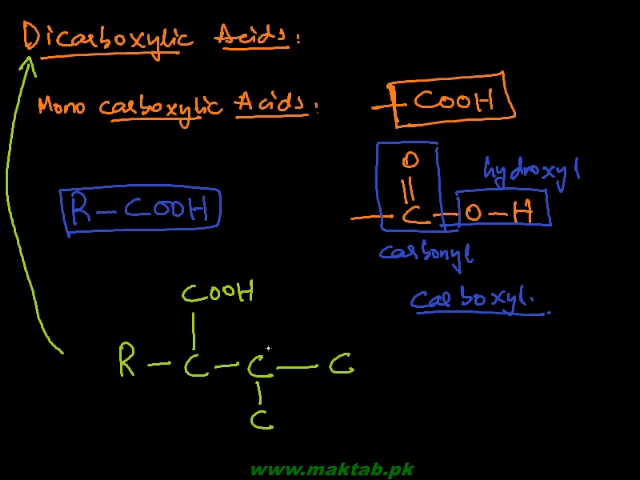 Dicarboxylic Acids:
Mono carboxylic Acids:
-COOH
R-COOH
O
||
-C-O-H
hydroxyl
carbonyl
carboxyl.
COOH
R-C-C-C
C
www.maktab.pk